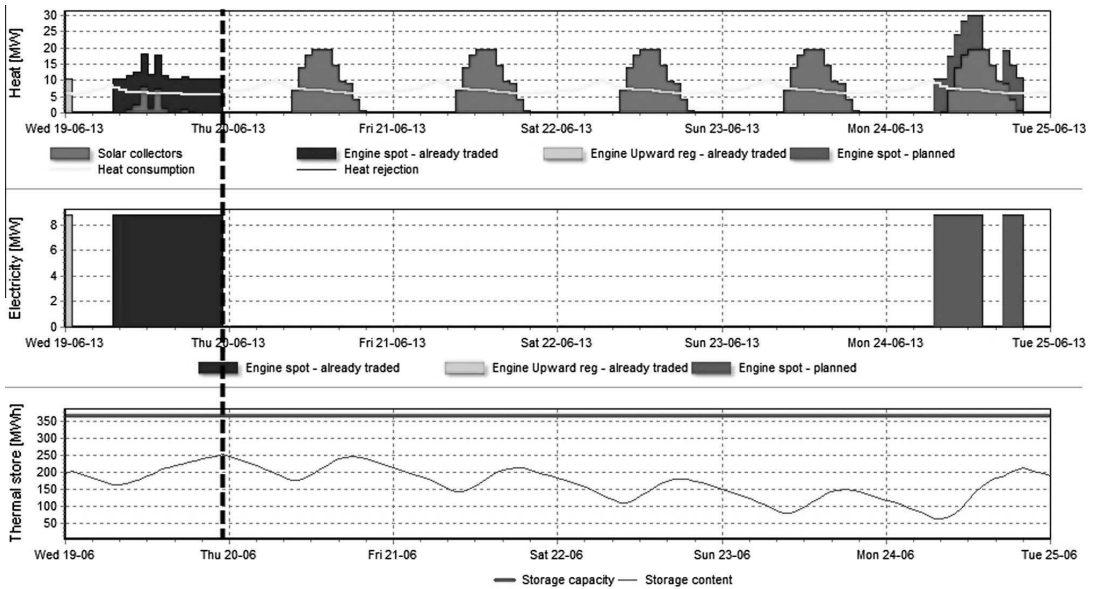 Heat [MW]
30
25
20
15
10
5
0
Wed 19-06-13 Thu 20-06-13 Fri 21-06-13 Sat 22-06-13 Sun 23-06-13 Mon 24-06-13 Tue 25-06-13
Solar collectors Engine spot - already traded Engine Upward reg - already traded Engine spot - planned
Heat consumption Heat rejection
Electricity [MW]
8
6
4
2
0
Wed 19-06-13 Thu 20-06-13 Fri 21-06-13 Sat 22-06-13 Sun 23-06-13 Mon 24-06-13 Tue 25-06-13
Engine spot - already traded Engine Upward reg - already traded Engine spot - planned
Thermal store [MWh]
350
300
250
200
150
100
50
Wed 19-06 Thu 20-06 Fri 21-06 Sat 22-06 Sun 23-06 Mon 24-06 Tue 25-06
Storage capacity Storage content